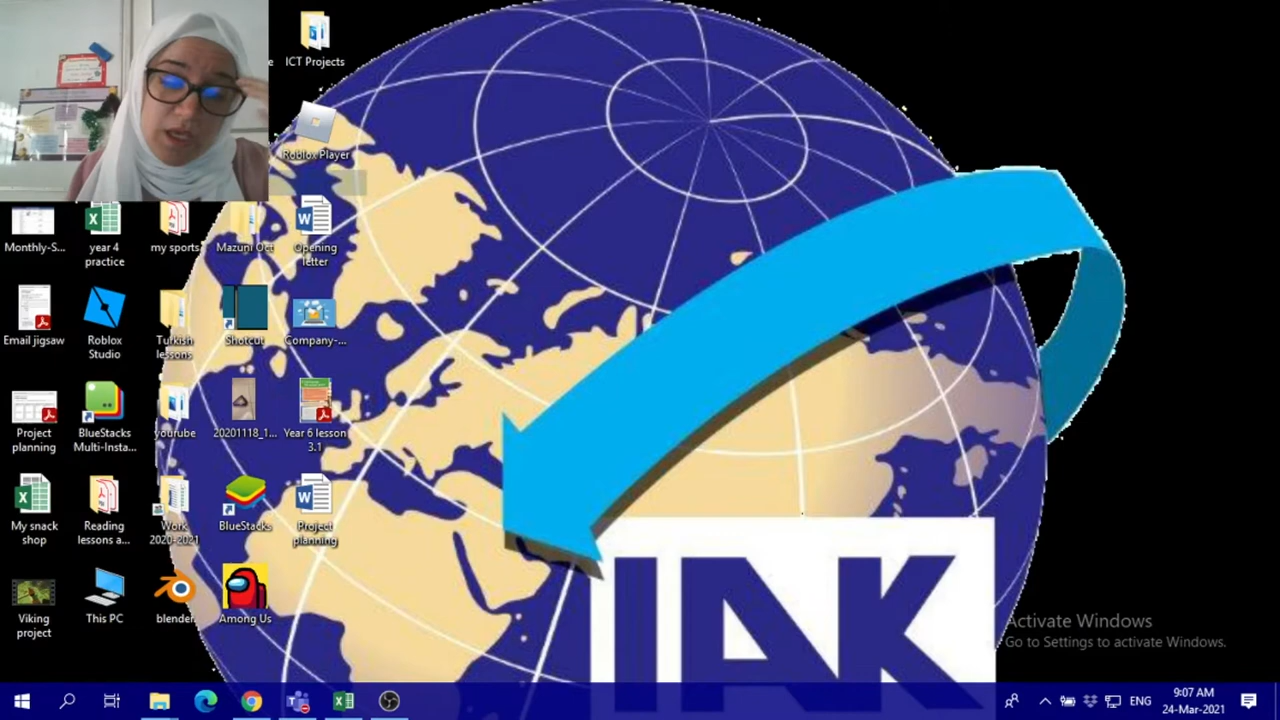 ICT Projects
Roblox Player
Monthly-S...
year 4
practice
my sports
Mazuni Oct
Opening
letter
Email jigsaw
Roblox
Studio
Turkish
lessons
Shotcut
Company-...
Project
planning
BlueStacks
Multi-Insta...
yourube
20201118_1...
Year 6 lesson
3.1
My snack
shop
Reading
lessons a...
Work
2020-2021
BlueStacks
Project
planning
Viking
project
This PC
blender
Among Us
IAK
Activate Windows
Go to Settings to activate Windows.
ENG
9:07 AM
24-Mar-2021